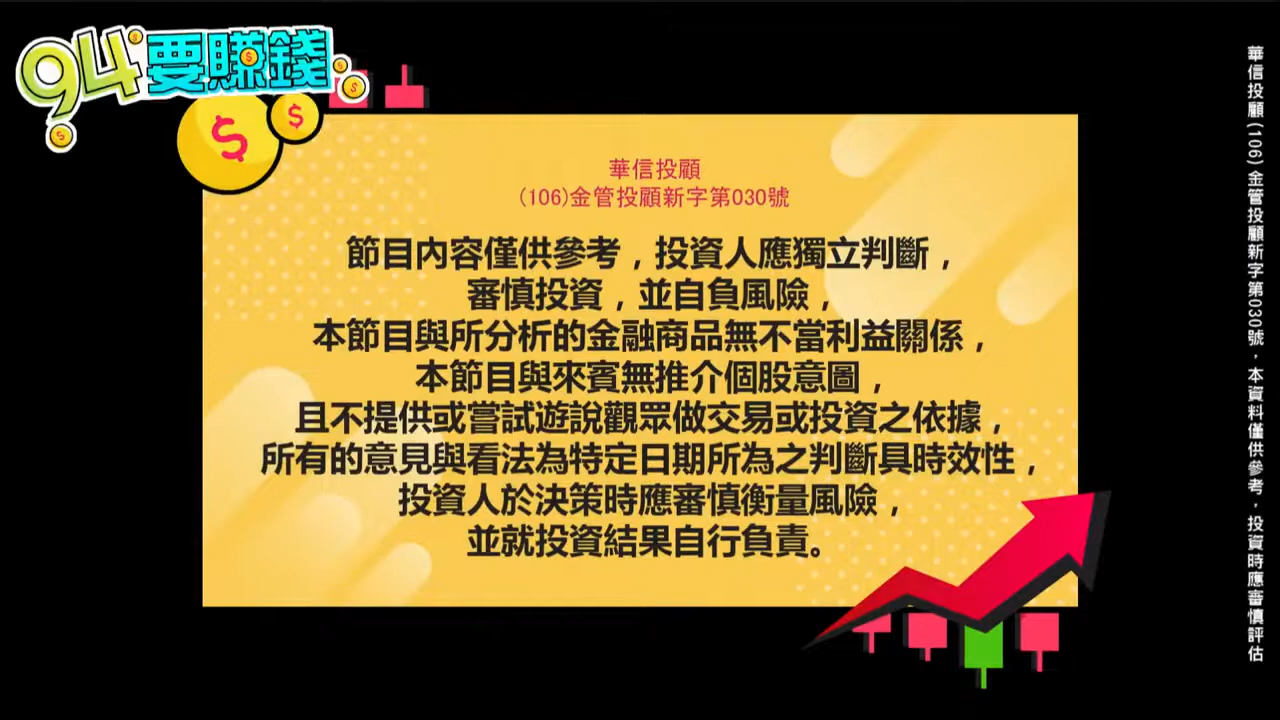 94要賺錢
華信投顧
(106)金管投顧新字第030號
節目內容僅供參考，投資人應獨立判斷，
審慎投資，並自負風險，
本節目與所分析的金融商品無不當利益關係，
本節目與來賓無推介個股意圖，
且不提供或嘗試遊說觀眾做交易或投資之依據，
所有的意見與看法為特定日期所為之判斷具時效性，
投資人於決策時應審慎衡量風險，
並就投資結果自行負責。
華信投顧(106)金管投顧新字第030號，本資料僅供參考，投資時應審慎評估